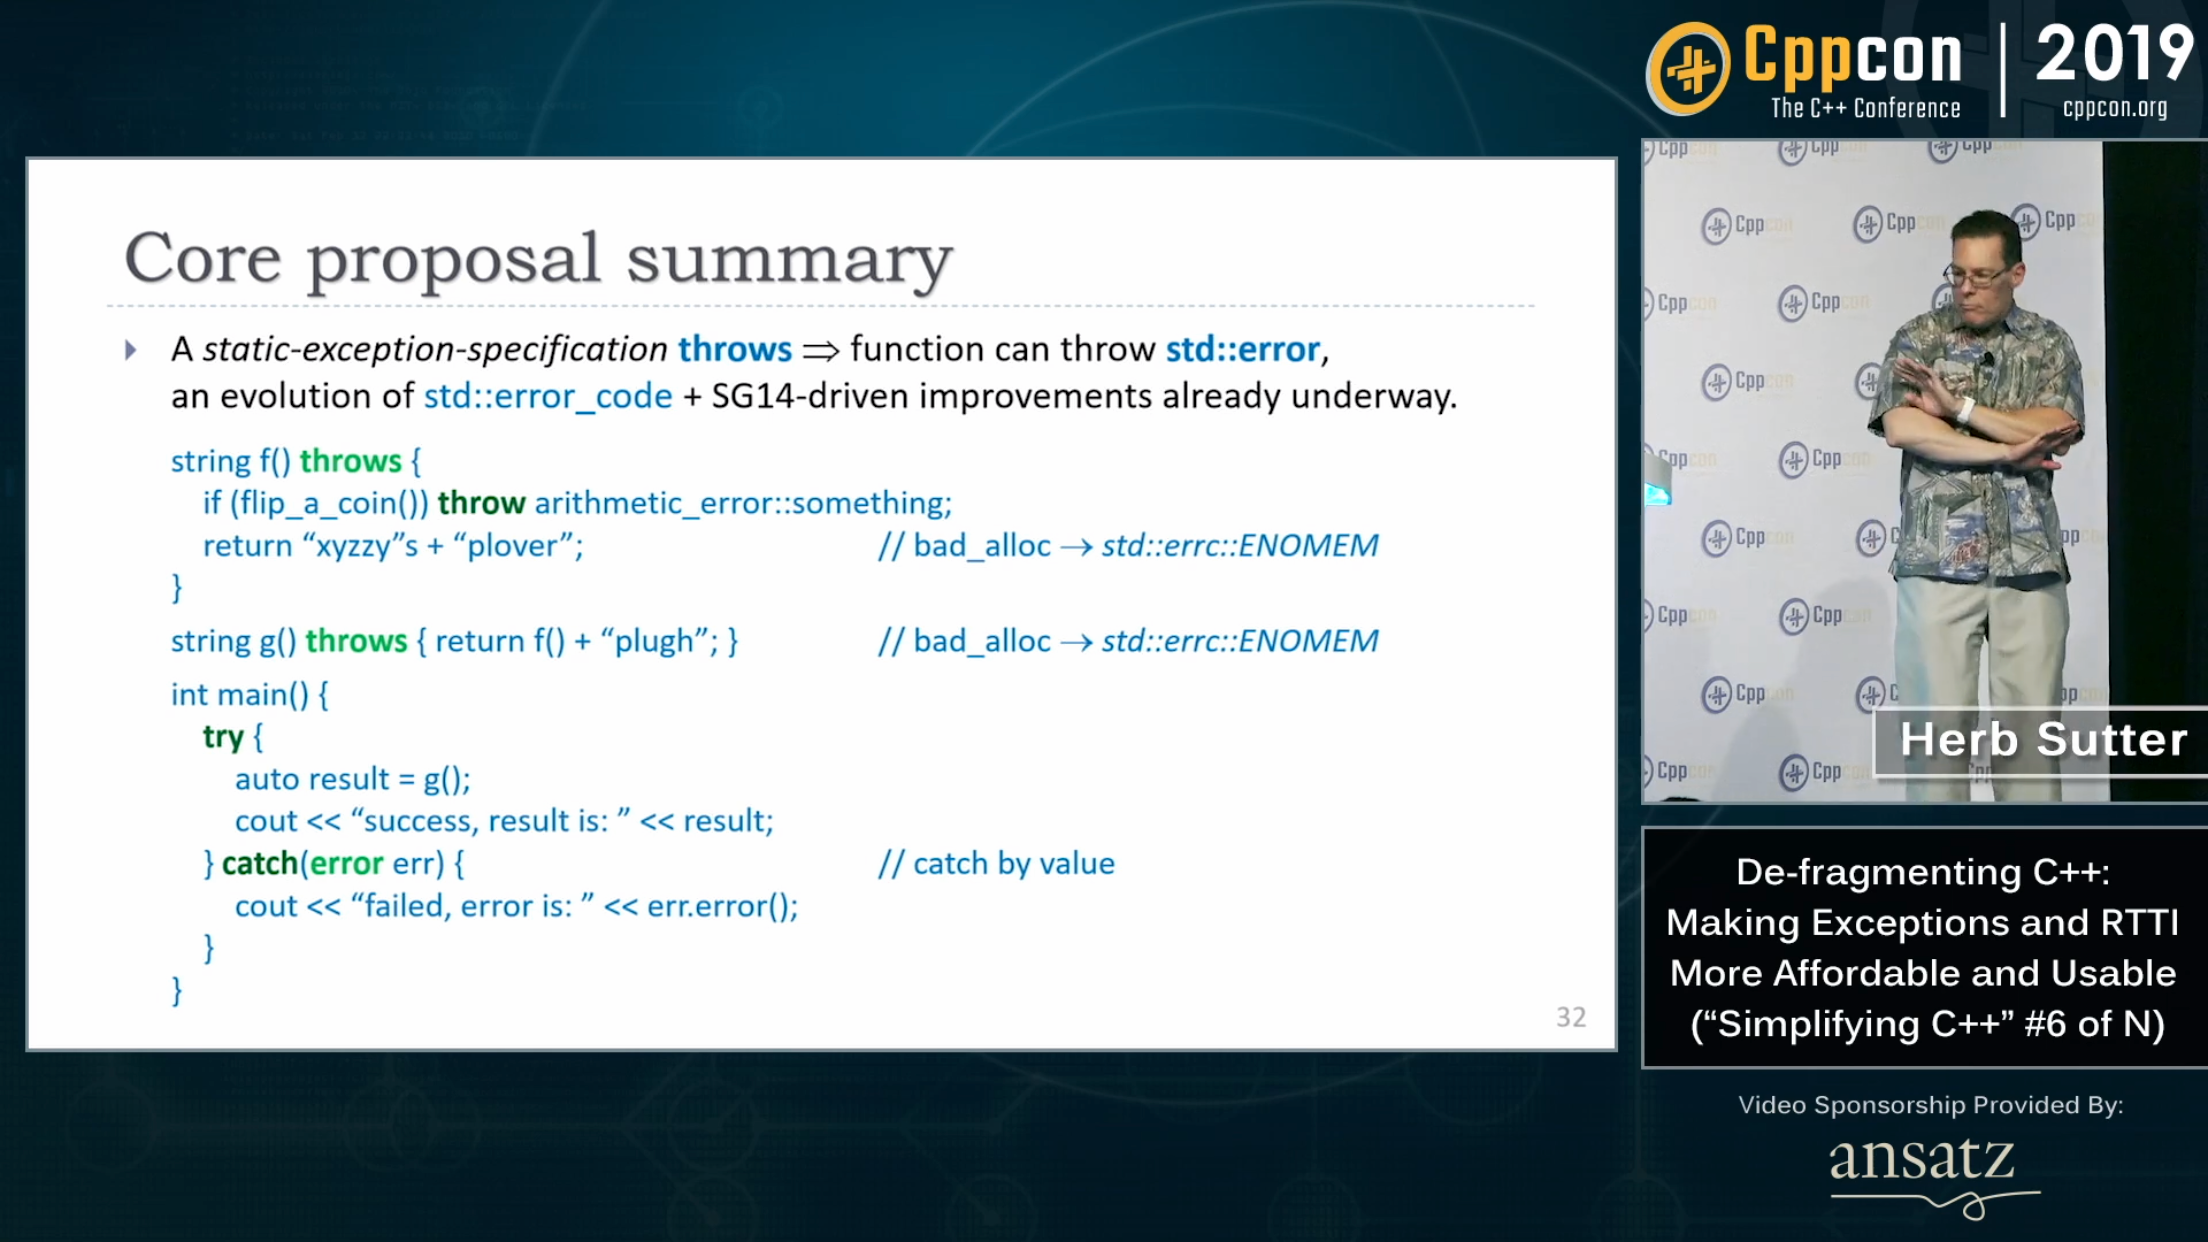 Cppcon | 2019
The C++ Conference
cppcon.org
Core proposal summary
A static-exception-specification throws ⇒ function can throw std::error,
an evolution of std::error_code + SG14-driven improvements already underway.
string f() throws {
if (flip_a_coin()) throw arithmetic_error::something;
return “xyzzy”s + “plover”; // bad_alloc → std::errc::ENOMEM
}
string g() throws { return f() + “plugh”; } // bad_alloc → std::errc::ENOMEM
int main() {
try {
auto result = g();
cout << “success, result is: ” << result;
} catch(error err) { // catch by value
cout << “failed, error is: ” << err.error();
}
}
32
Herb Sutter
De-fragmenting C++:
Making Exceptions and RTTI
More Affordable and Usable
(“Simplifying C++” #6 of N)
Video Sponsorship Provided By:
ansatz